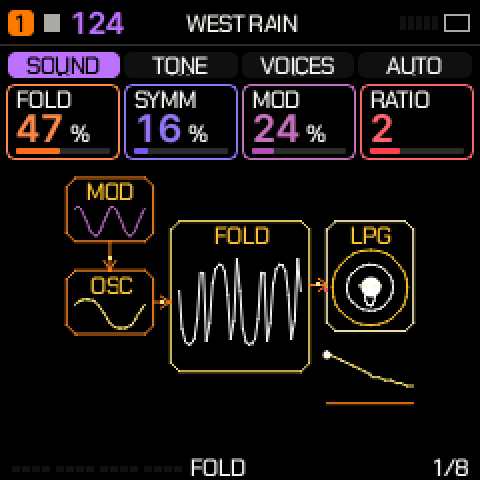 1 124 WEST RAIN
SOUND TONE VOICES AUTO
FOLD SYMM MOD RATIO
47 % 16 % 24 % 2
MOD
FOLD LPG
OSC
FOLD 1/8